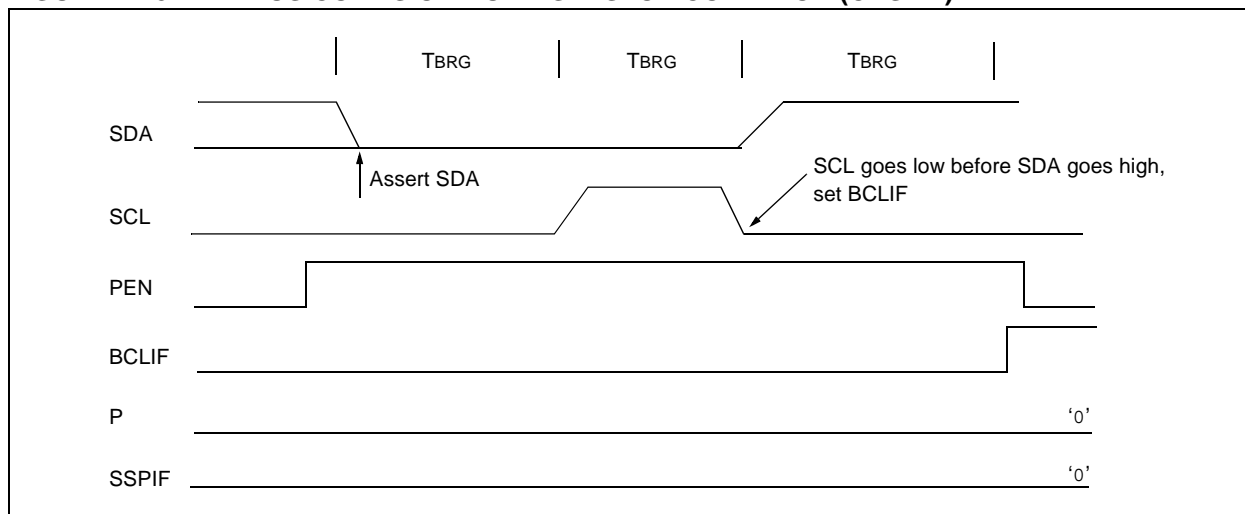 TBRG TBRG TBRG
SDA
Assert SDA
SCL goes low before SDA goes high,
set BCLIF
SCL
PEN
BCLIF
P
‘0’
SSPIF
‘0’